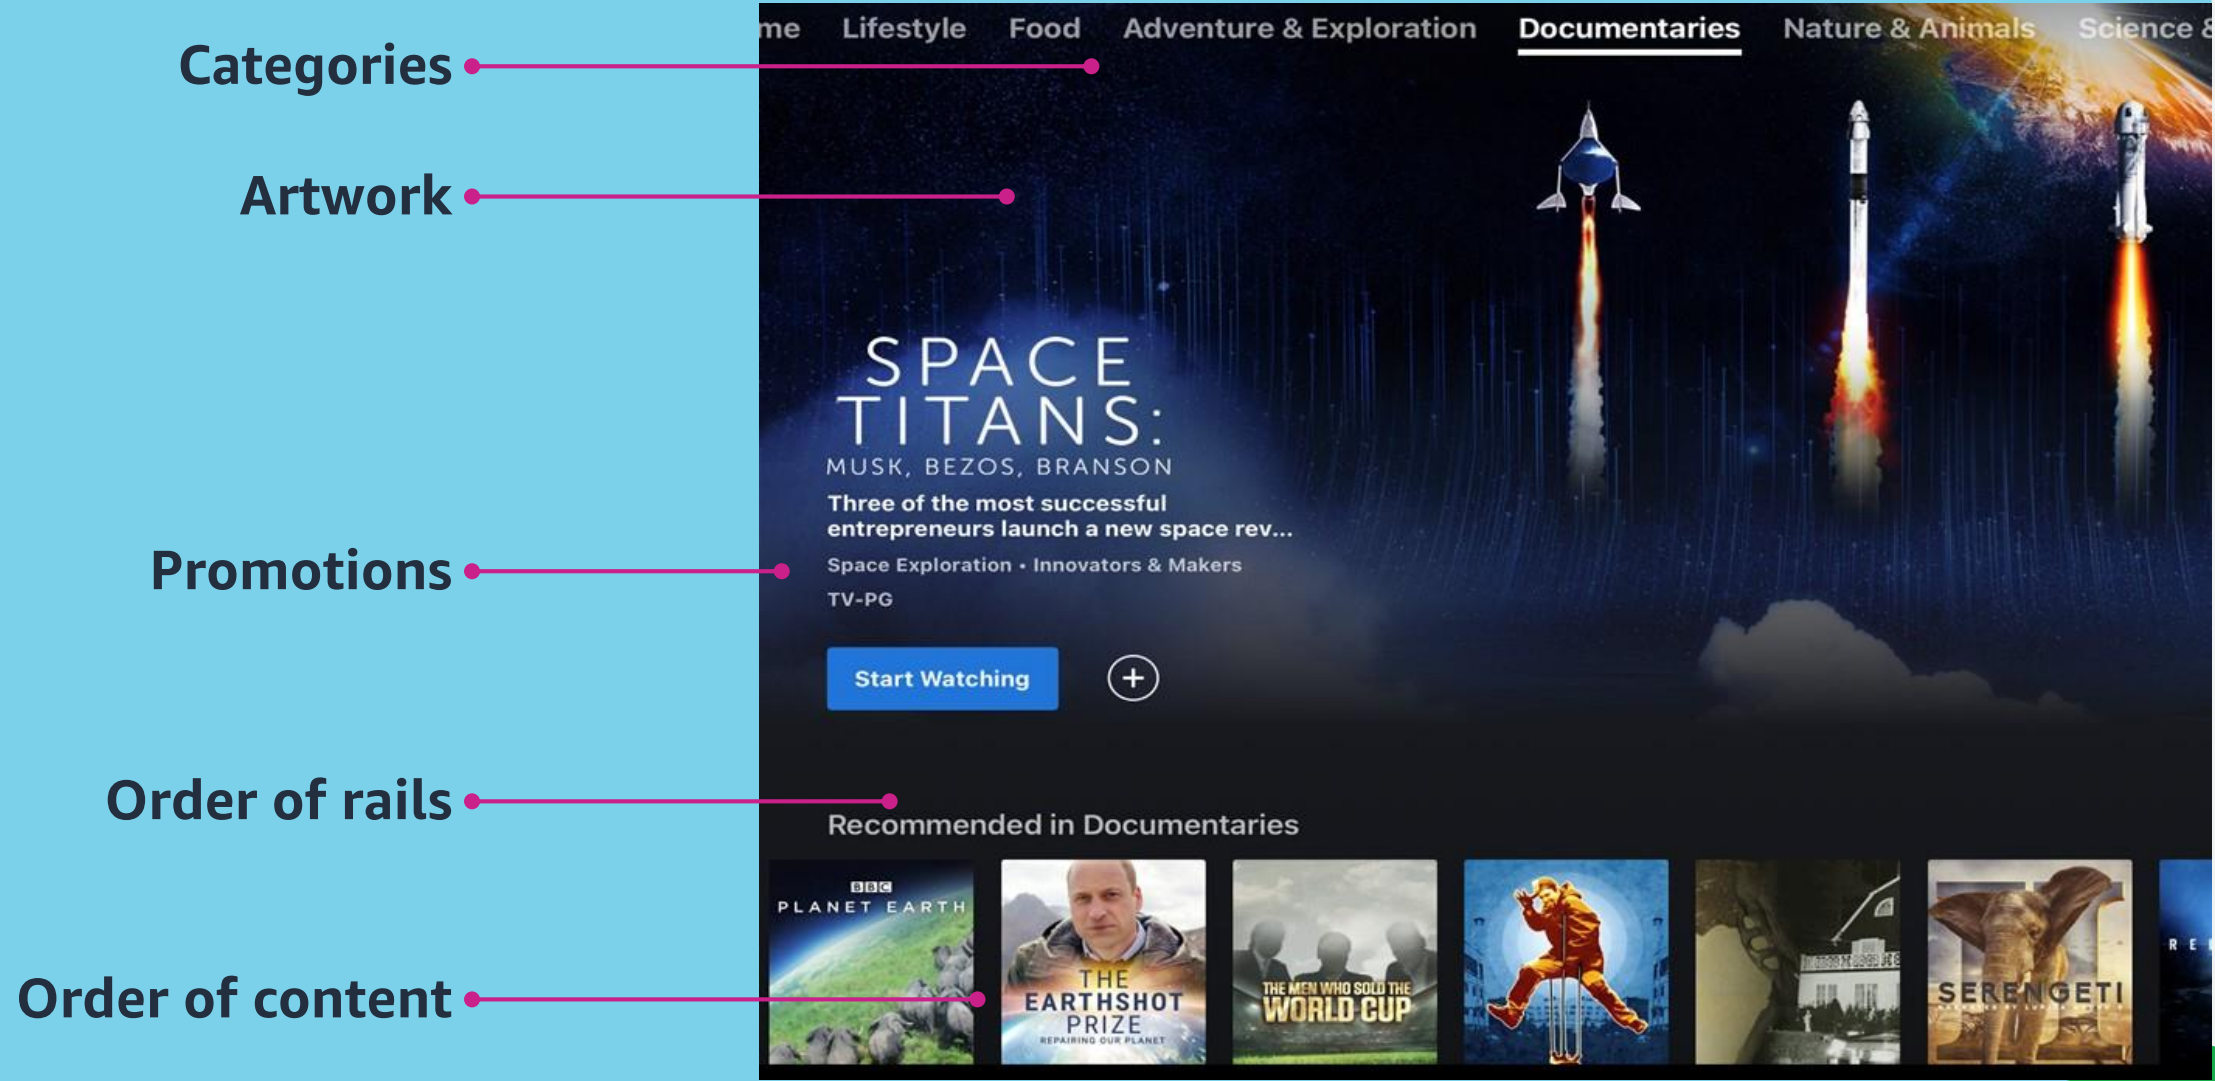 Categories
Artwork
Promotions
Order of rails
Order of content
me Lifestyle Food Adventure & Exploration Documentaries Nature & Animals Science &
SPACE
TITANS:
MUSK, BEZOS, BRANSON
Three of the most successful
entrepreneurs launch a new space rev...
Space Exploration • Innovators & Makers
TV-PG
Start Watching
+
Recommended in Documentaries
BBC
PLANET EARTH
THE
EARTHSHOT
PRIZE
REPAIRING OUR PLANET
THE MEN WHO SOLD THE
WORLD CUP
SERENGETI